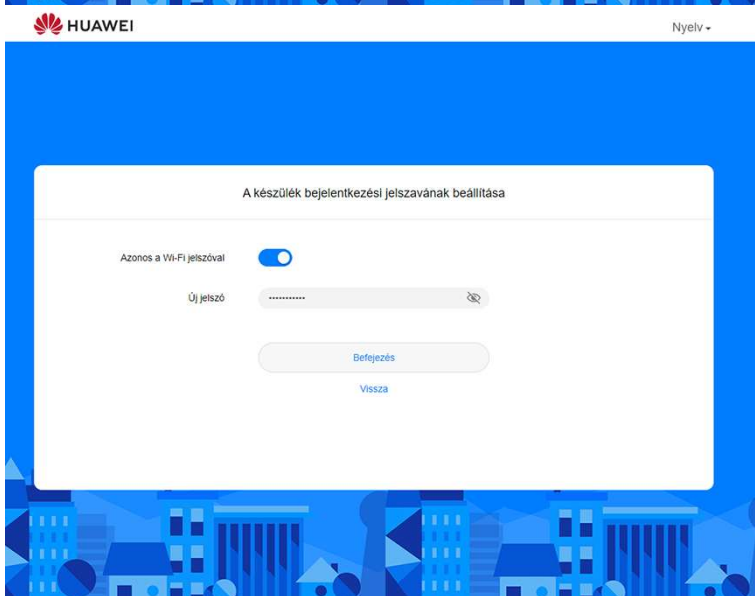 HUAWEI
Nyelv
A készülék bejelentkezési jelszavának beállítása
Azonos a Wi-Fi jelszóval
Új jelszó
•••••••••••
Befejezés
Vissza